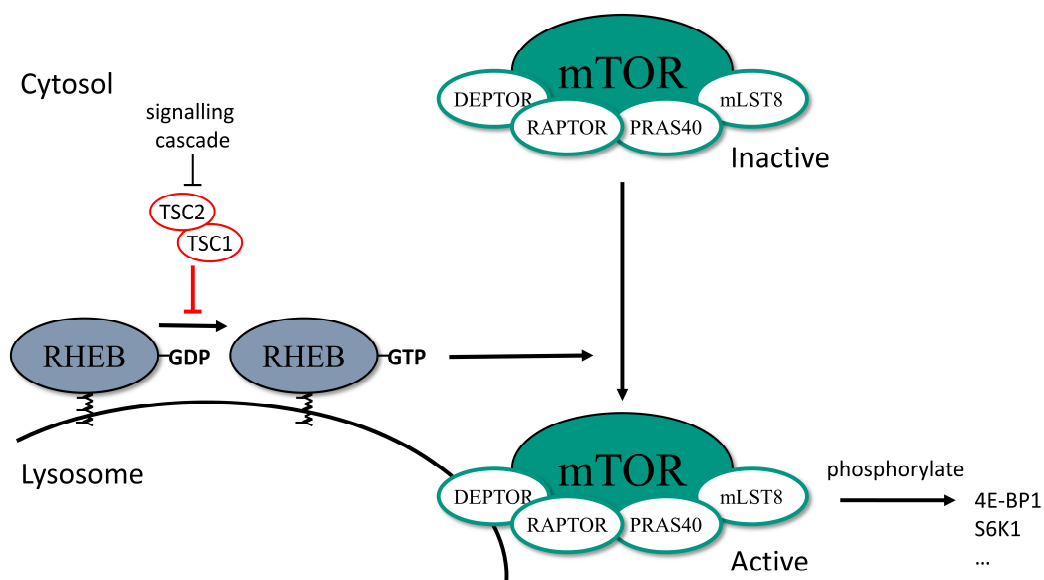 Cytosol
signalling
cascade
TSC2
TSC1
mTOR
DEPTOR
mLST8
RAPTOR
PRAS40
Inactive
RHEB
GDP
RHEB
GTP
Lysosome
mTOR
DEPTOR
mLST8
RAPTOR
PRAS40
Active
phosphorylate
4E-BP1
S6K1
...